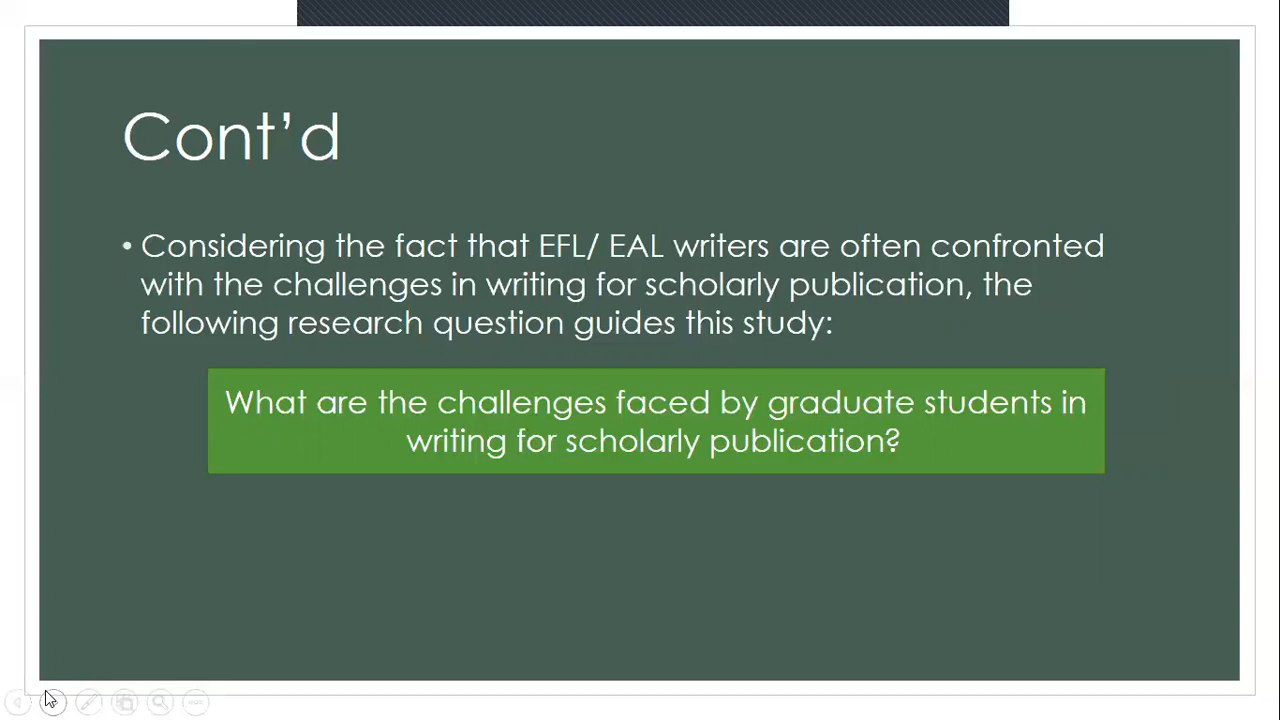 Cont’d
• Considering the fact that EFL/ EAL writers are often confronted
with the challenges in writing for scholarly publication, the
following research question guides this study:
What are the challenges faced by graduate students in
writing for scholarly publication?